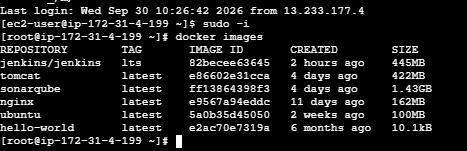 Last login: Wed Sep 30 10:26:42 2026 from 13.233.177.4
[ec2-user@ip-172-31-4-199 ~]$ sudo -i
[root@ip-172-31-4-199 ~]# docker images
REPOSITORY TAG IMAGE ID CREATED SIZE
jenkins/jenkins lts 82becee63645 2 hours ago 445MB
tomcat latest e86602e31cca 4 days ago 422MB
sonarqube latest ff13864398f3 4 days ago 1.43GB
nginx latest e9567a94eddc 11 days ago 162MB
ubuntu latest 5a0b35d45050 2 weeks ago 100MB
hello-world latest e2ac70e7319a 6 months ago 10.1kB
[root@ip-172-31-4-199 ~]#